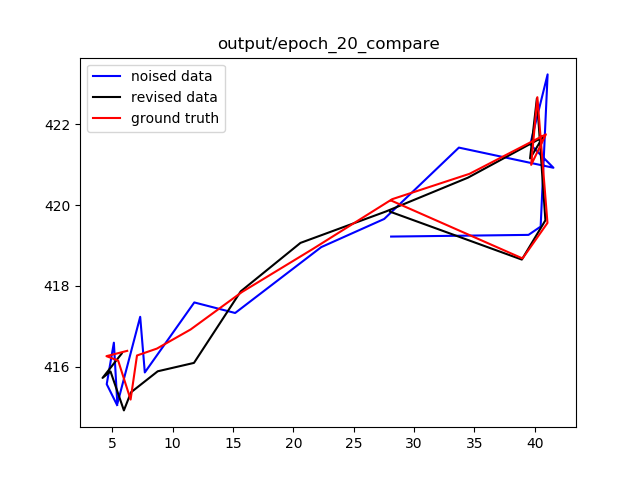 output/epoch_20_compare
noised data
revised data
ground truth
422
420
418
416
5 10 15 20 25 30 35 40